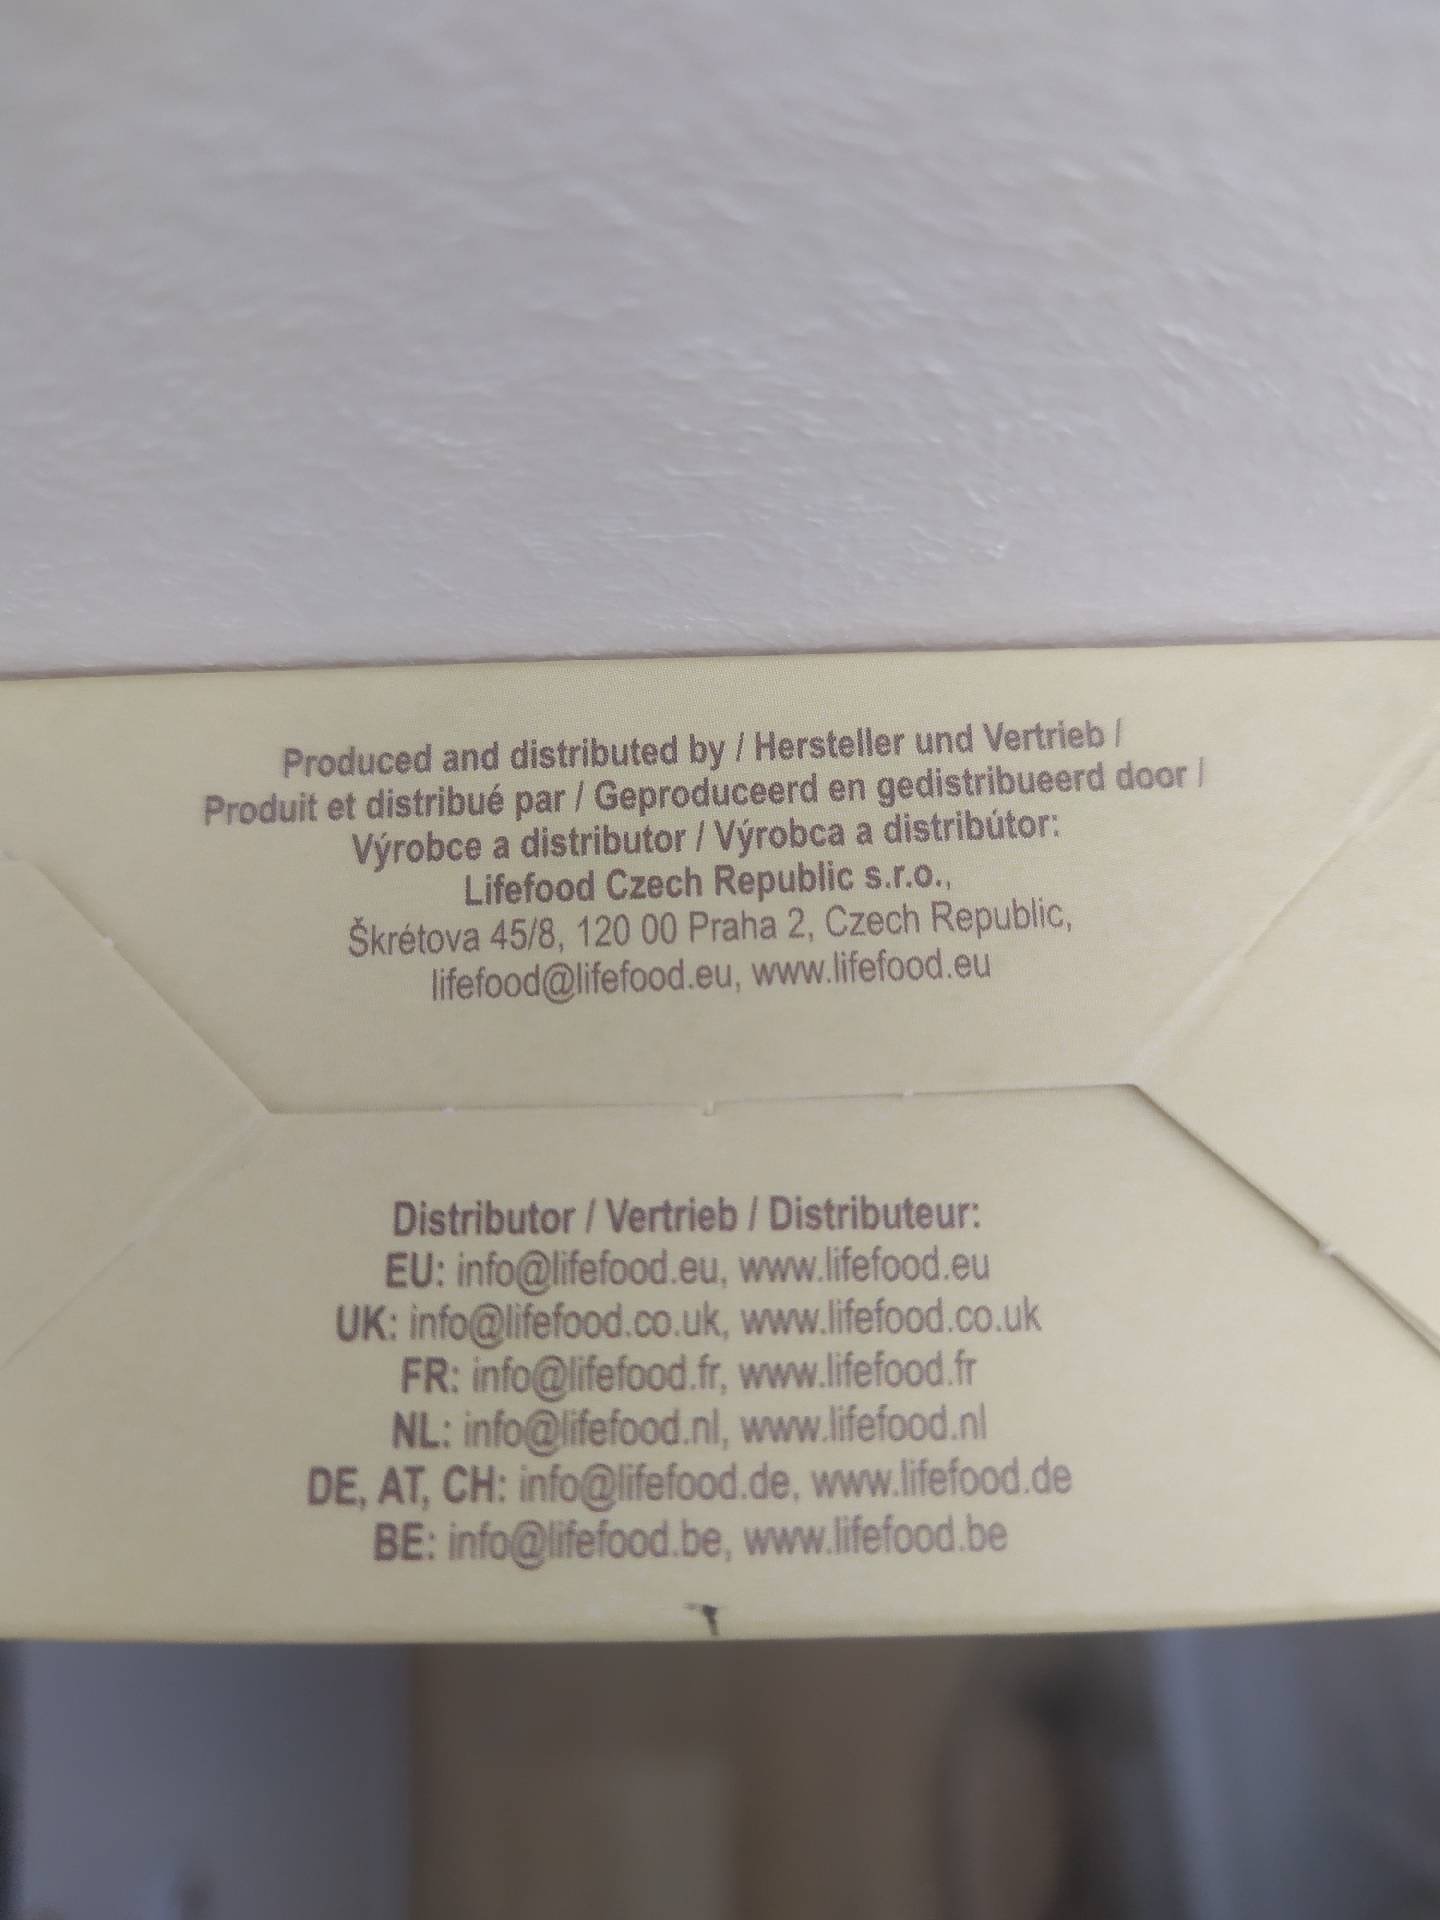 Produced and distributed by / Hersteller und Vertrieb /
Produit et distribué par / Geproduceerd en gedistribueerd door /
Výrobce a distributor / Výrobca a distribútor:
Lifefood Czech Republic s.r.o.,
Škrétova 45/8, 120 00 Praha 2, Czech Republic,
lifefood@lifefood.eu, www.lifefood.eu
Distributor / Vertrieb / Distributeur:
EU: info@lifefood.eu, www.lifefood.eu
UK: info@lifefood.co.uk, www.lifefood.co.uk
FR: info@lifefood.fr, www.lifefood.fr
NL: info@lifefood.nl, www.lifefood.nl
DE, AT, CH: info@lifefood.de, www.lifefood.de
BE: info@lifefood.be, www.lifefood.be